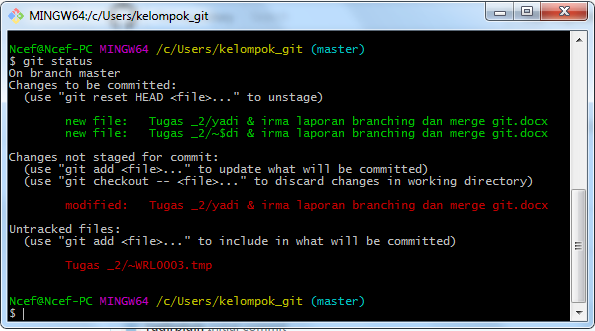 MINGW64:/c/Users/kelompok_git
Ncef@Ncef-PC MINGW64 /c/Users/kelompok_git (master)
$ git status
On branch master
Changes to be committed:
  (use "git reset HEAD <file>..." to unstage)
        new file:   Tugas _2/yadi & irma laporan branching dan merge git.docx
        new file:   Tugas _2/~$di & irma laporan branching dan merge git.docx
Changes not staged for commit:
  (use "git add <file>..." to update what will be committed)
  (use "git checkout -- <file>..." to discard changes in working directory)
        modified:   Tugas _2/yadi & irma laporan branching dan merge git.docx
Untracked files:
  (use "git add <file>..." to include in what will be committed)
        Tugas _2/~WRL0003.tmp
Ncef@Ncef-PC MINGW64 /c/Users/kelompok_git (master)
$